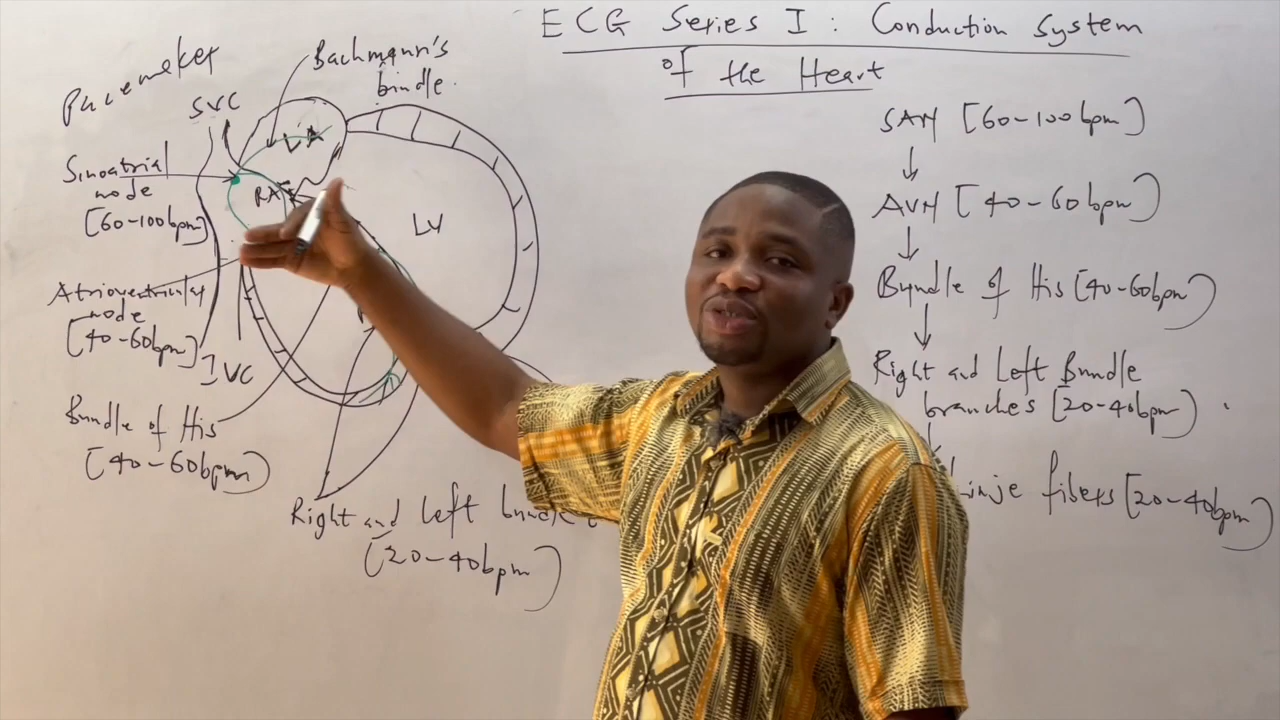 ECG Series I : Conduction System
of the Heart
Pacemaker
Bachmann's
bindle.
SVC
LA
Sinoatrial
node
[60-100bpm]
RA
LV
Atrioventricular
node
[40-60bpm]
IVC
Bundle of His
[40-60bpm)
Right and Left bundle
(20-40bpm)
SAN [60-100bpm]
AVN [40-60bpm]
Bundle of His [40-60bpm)
Right and Left Bundle
branches [20-40bpm)
kinje fibers [20-40bpm)